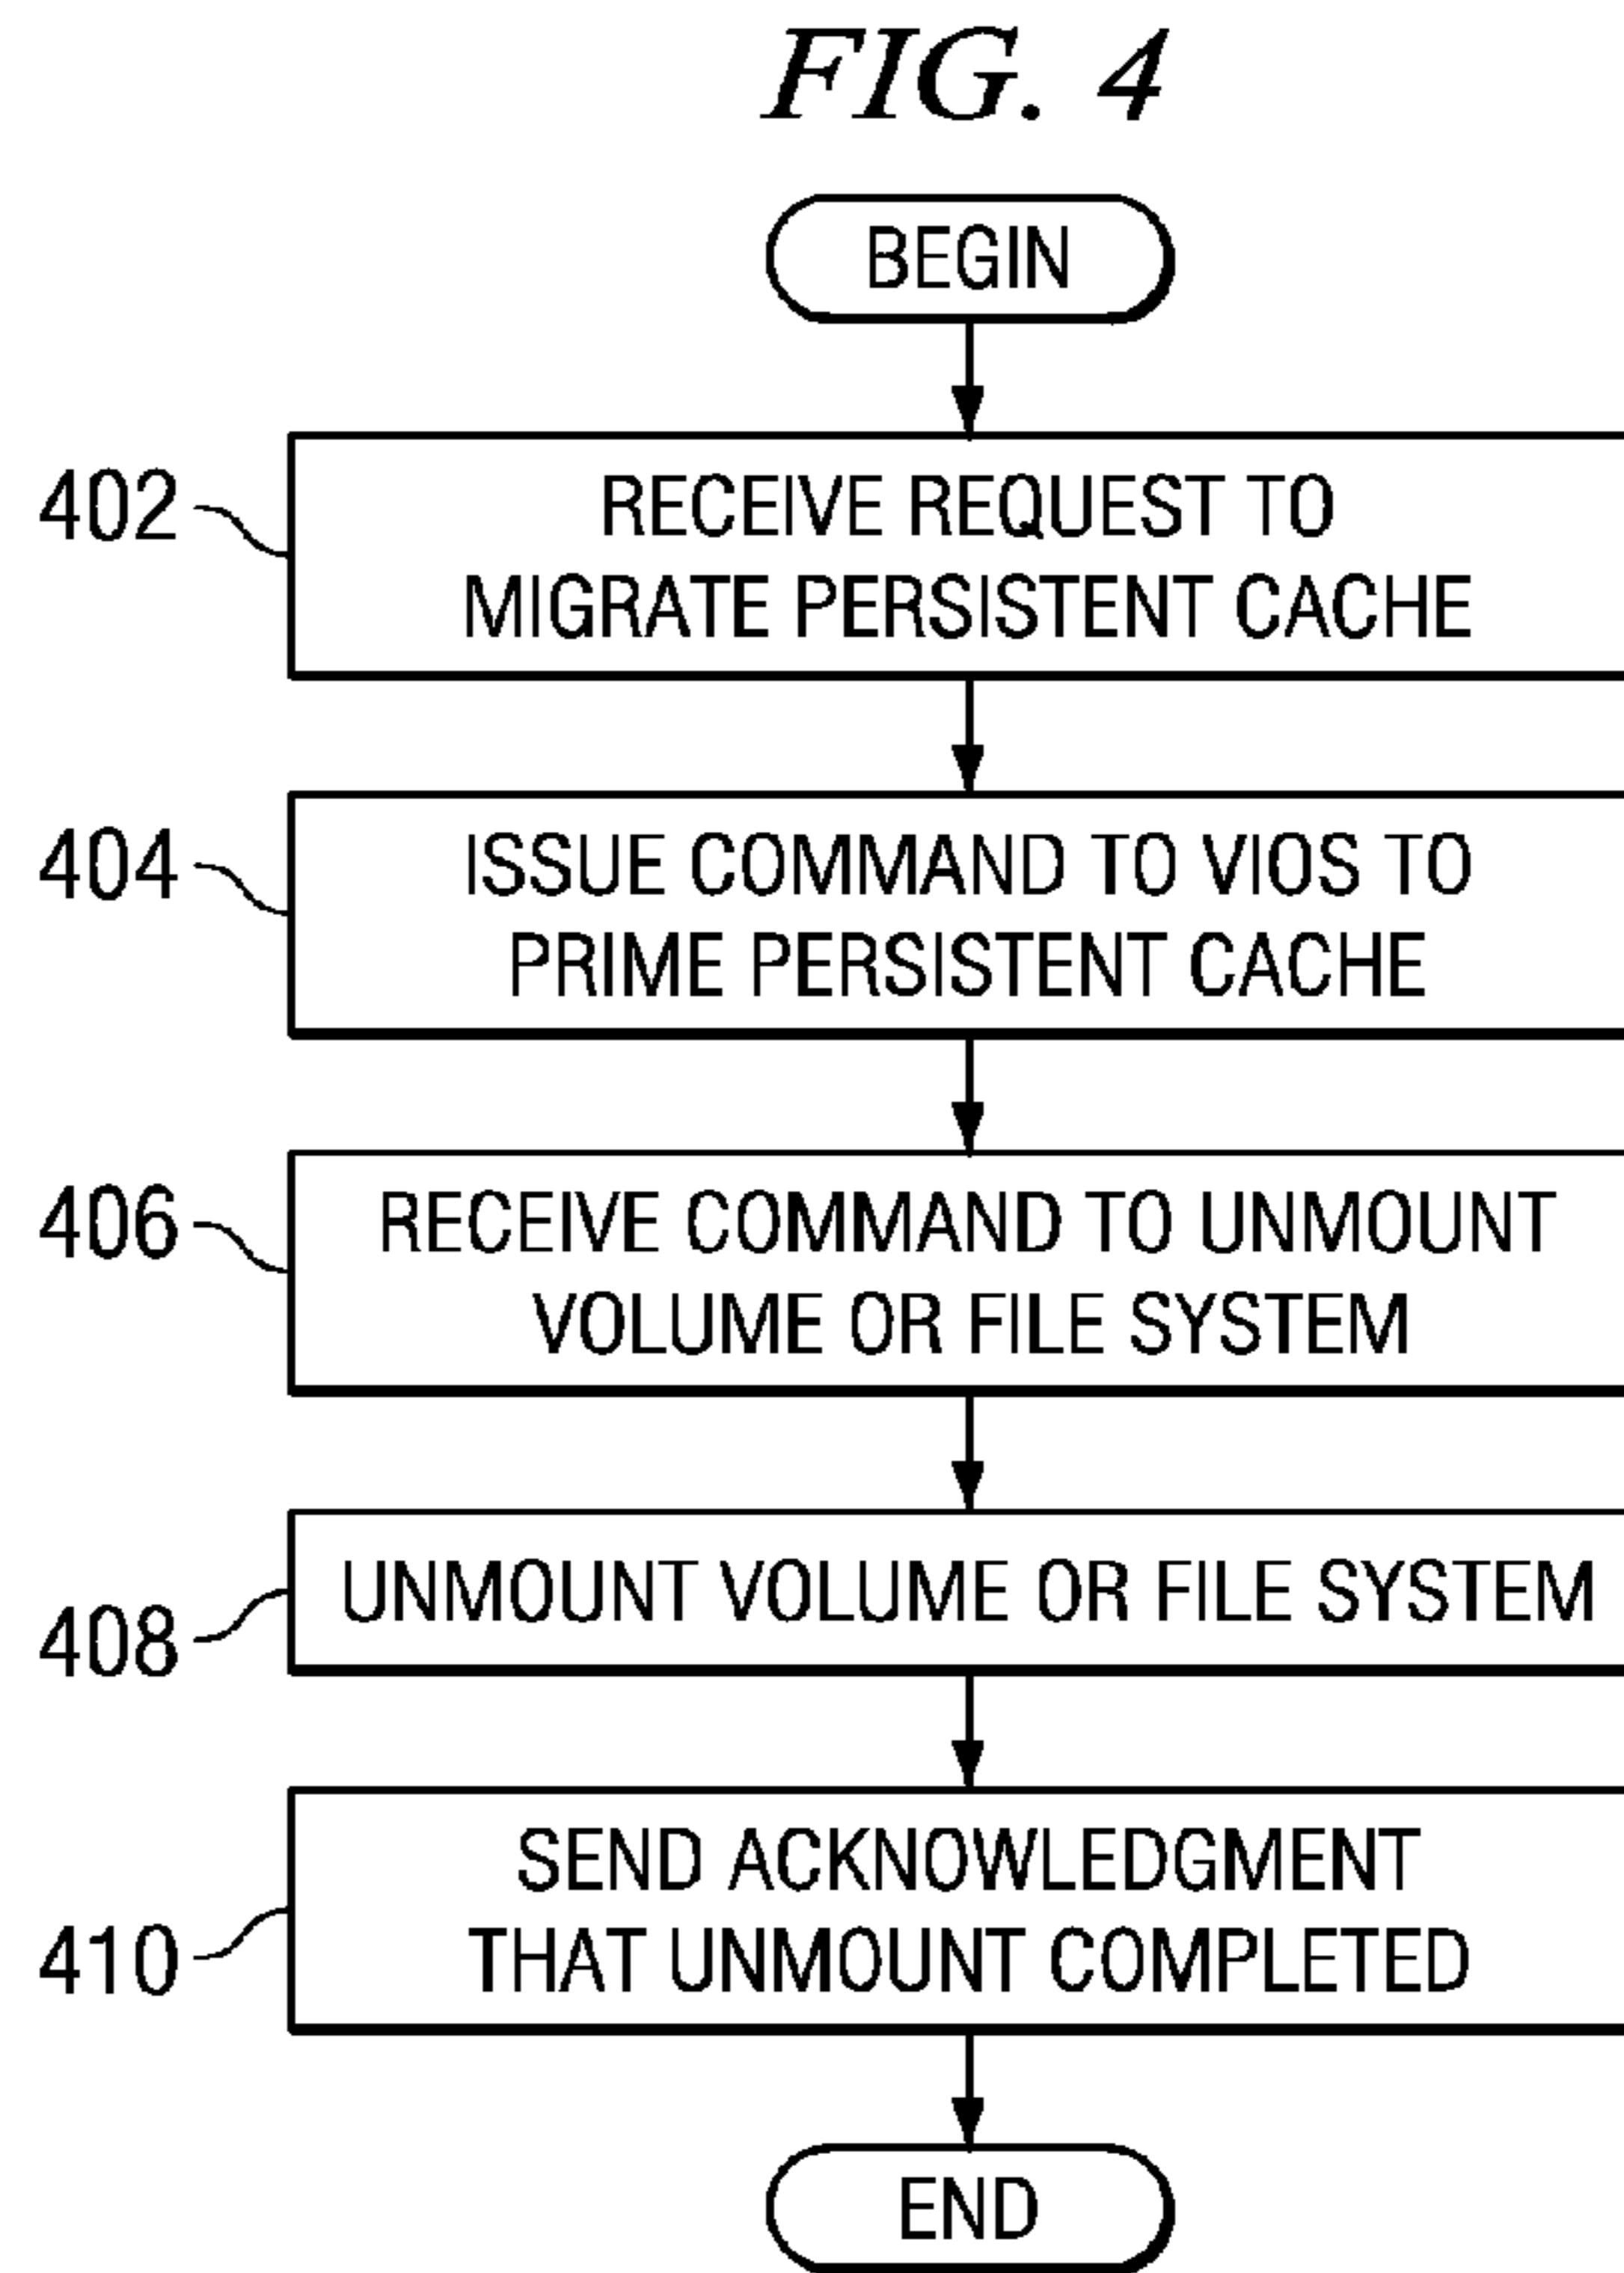 FIG. 4
BEGIN
402
RECEIVE REQUEST TO
MIGRATE PERSISTENT CACHE
404
ISSUE COMMAND TO VIOS TO
PRIME PERSISTENT CACHE
406
RECEIVE COMMAND TO UNMOUNT
VOLUME OR FILE SYSTEM
408
UNMOUNT VOLUME OR FILE SYSTEM
410
SEND ACKNOWLEDGMENT
THAT UNMOUNT COMPLETED
END